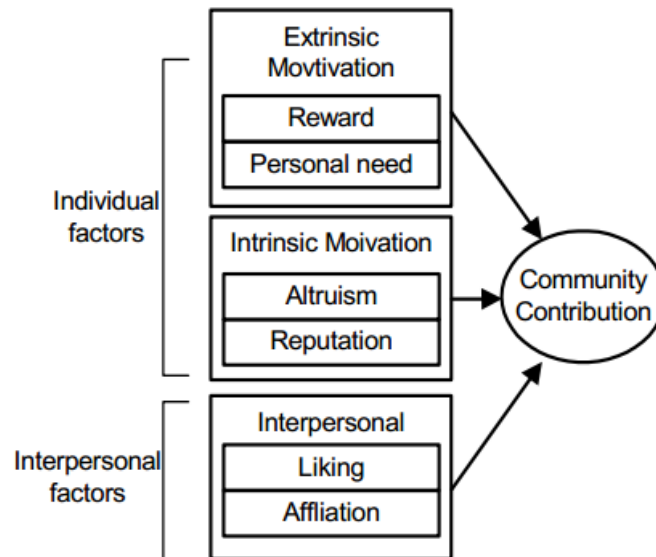 Extrinsic
Movtivation
Reward
Personal need
Individual
factors
Intrinsic Moivation
Altruism
Reputation
Community
Contribution
Interpersonal
Liking
Affliation
Interpersonal
factors